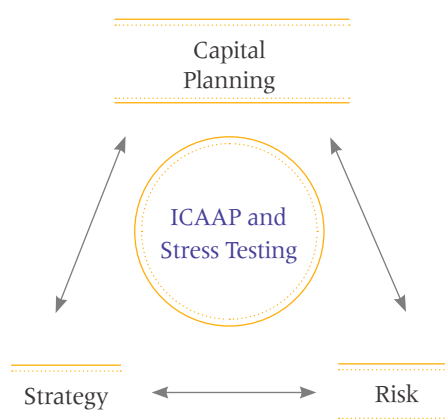 Capital
Planning
ICAAP and
Stress Testing
Strategy
Risk